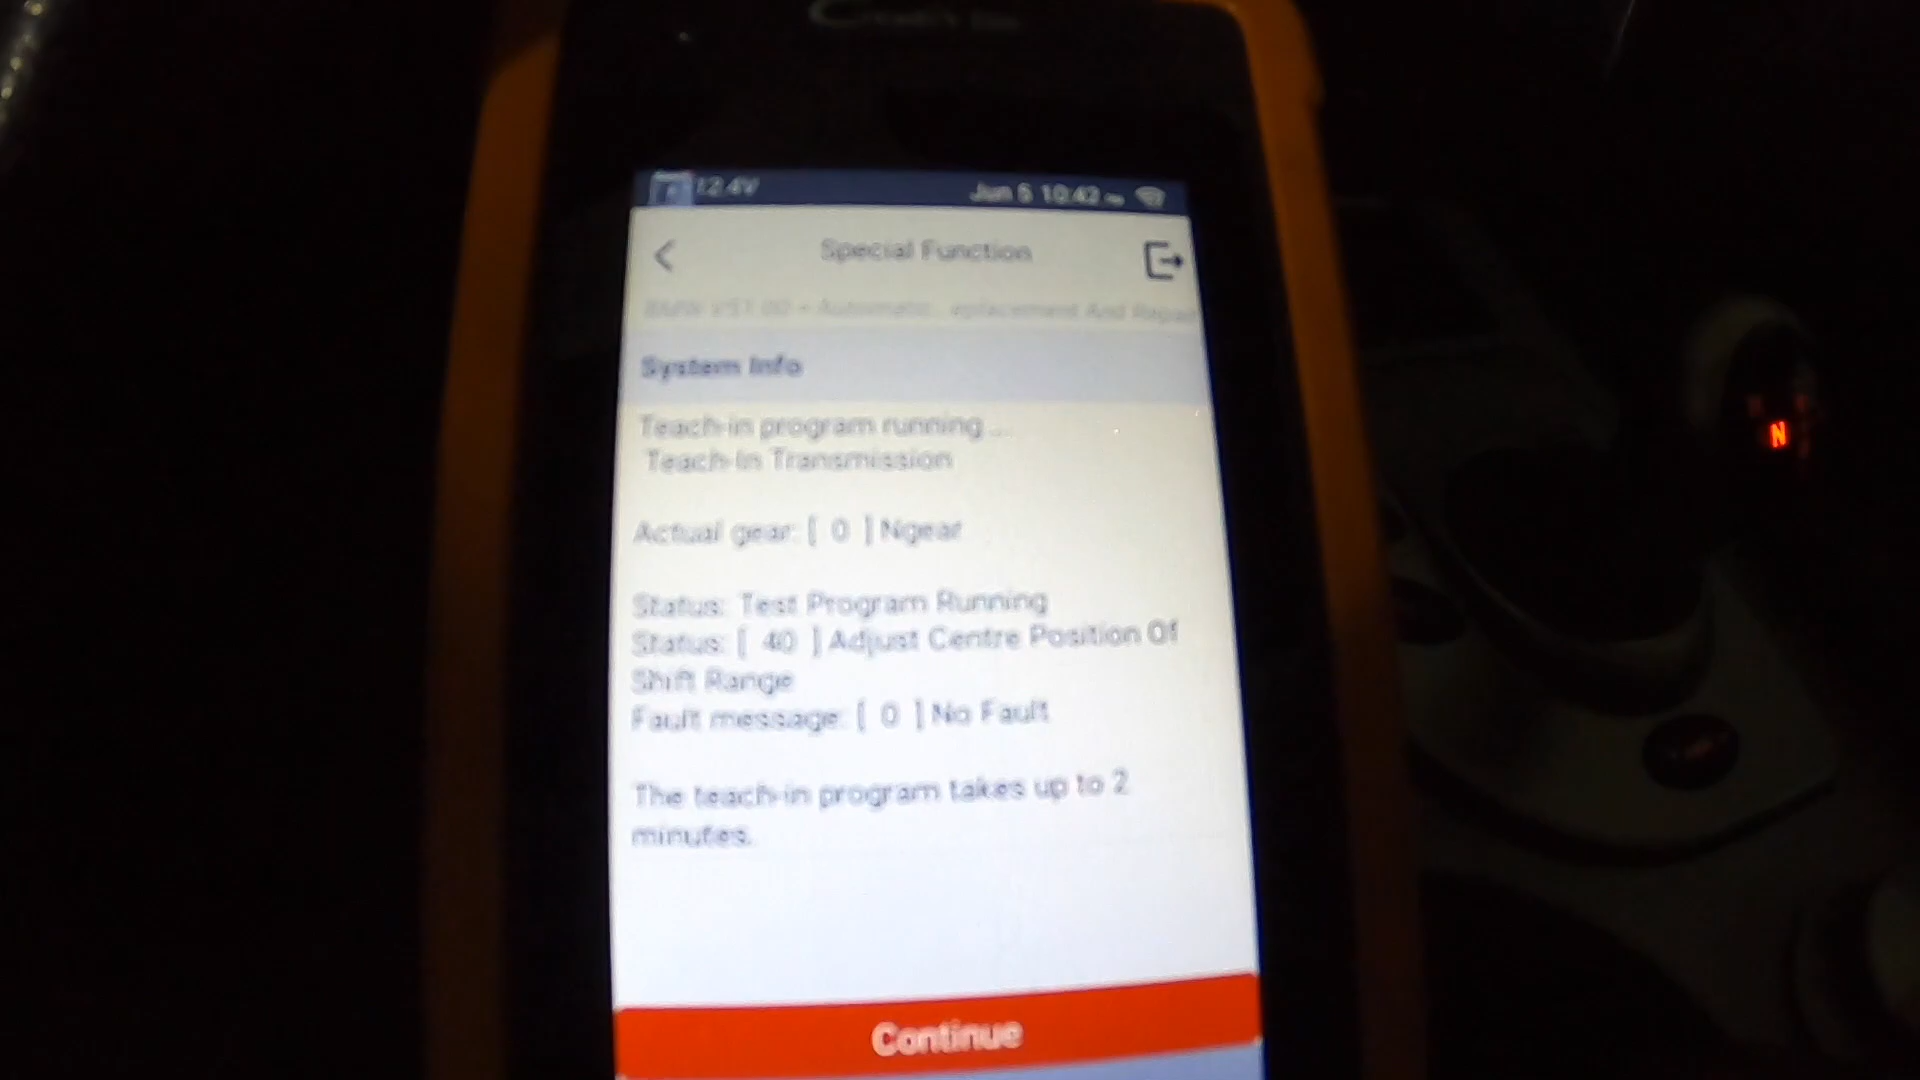 12.4V Jun 5 10:42
Special Function
System Info
Teach-in program running ...
Teach-In Transmission
Actual gear: [ 0 ] Ngear
Status: Test Program Running
Status: [ 40 ] Adjust Centre Position Of
Shift Range
Fault message: [ 0 ] No Fault
The teach-in program takes up to 2
minutes.
Continue
N